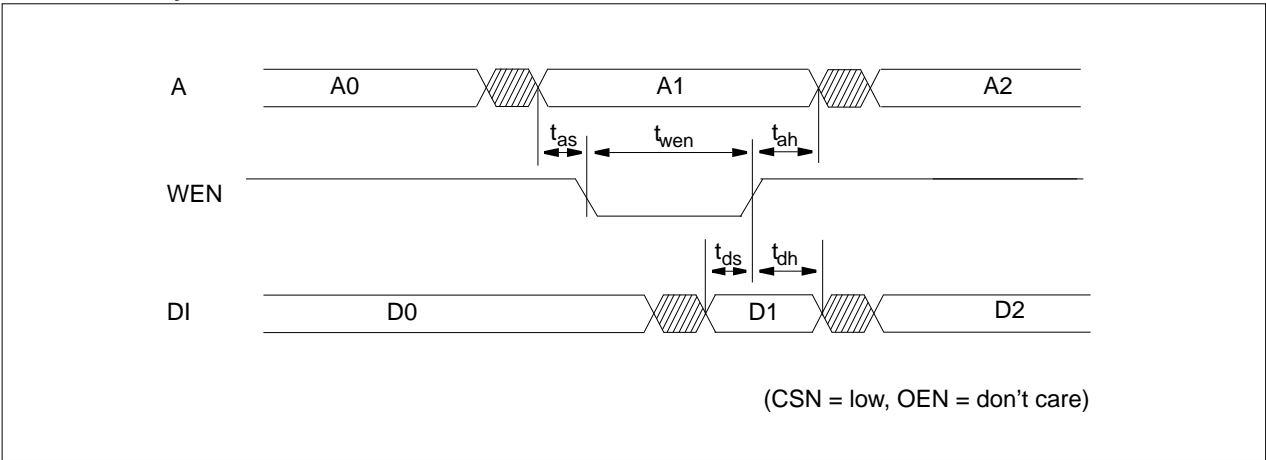 A A0 A1 A2
tas twen tah
WEN
tds tdh
DI D0 D1 D2
(CSN = low, OEN = don't care)